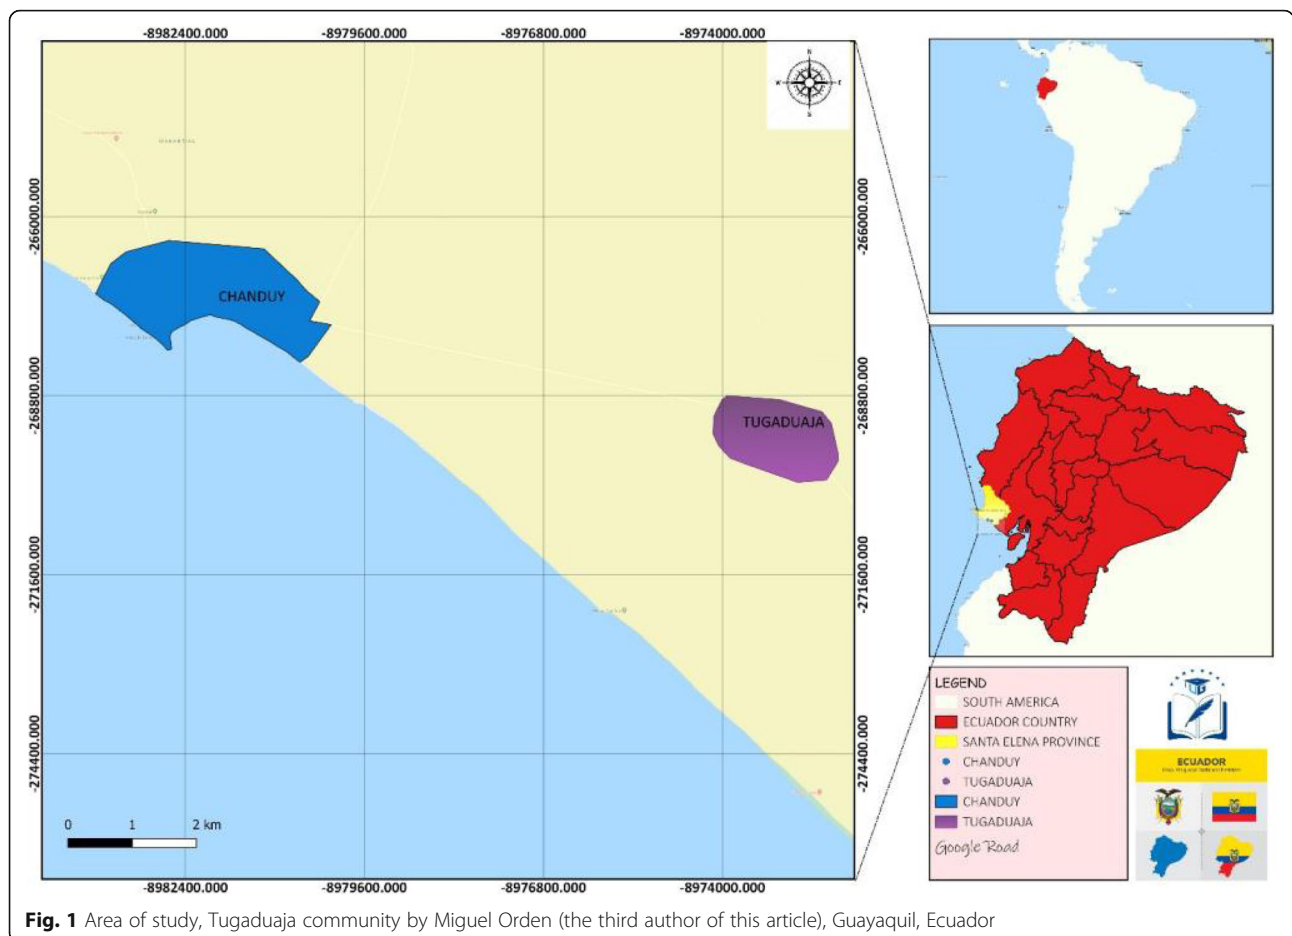 -8982400.000 -8979600.000 -8976800.000 -8974000.000
N
W E
S
-266000.000 -266000.000
CHANDUY
-268800.000 -268800.000
TUGADUAJA
-271600.000 -271600.000
-274400.000 -274400.000
0 1 2 km
-8982400.000 -8979600.000 -8976800.000 -8974000.000
LEGEND
SOUTH AMERICA
ECUADOR COUNTRY
SANTA ELENA PROVINCE
CHANDUY
TUGADUAJA
CHANDUY
TUGADUAJA
Google Road
ECUADOR
Fig. 1 Area of study, Tugaduaja community by Miguel Orden (the third author of this article), Guayaquil, Ecuador